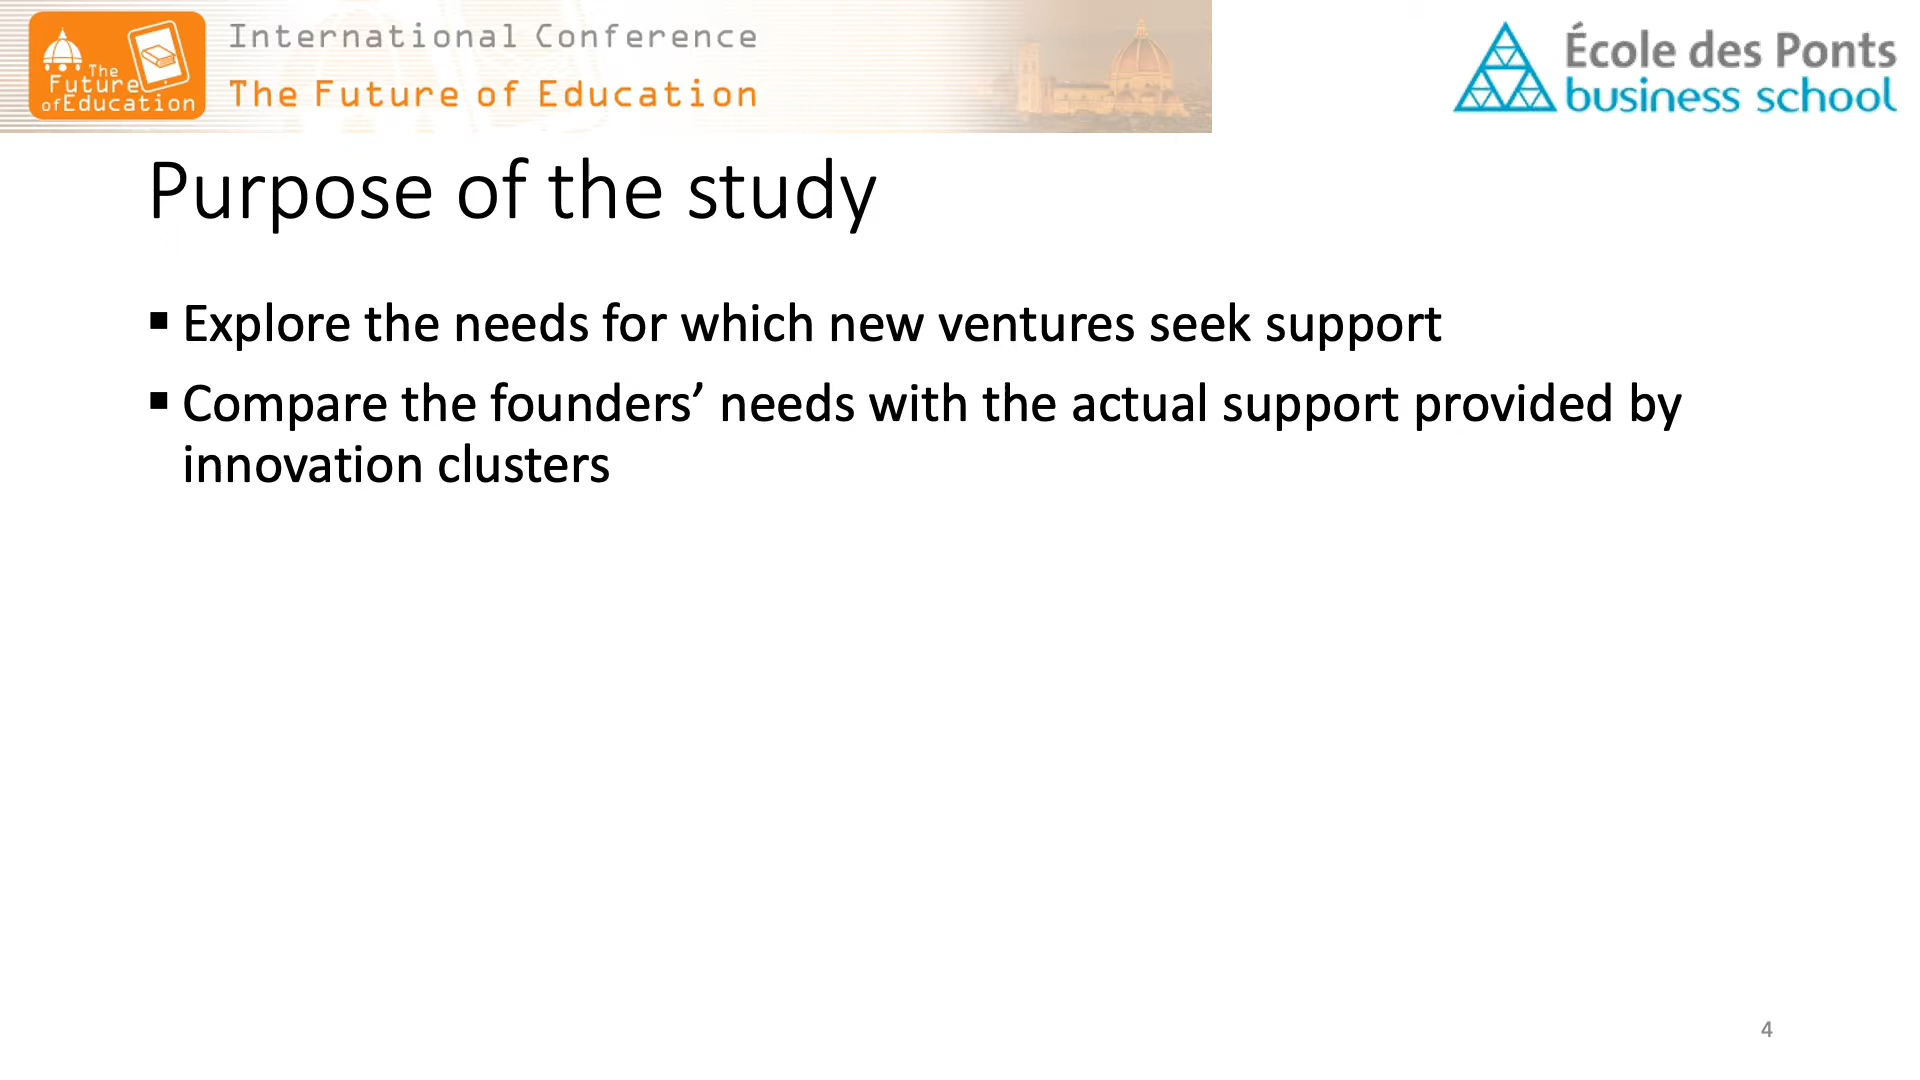 The
Future
of Education
International Conference
The Future of Education
École des Ponts
business school
Purpose of the study
▪ Explore the needs for which new ventures seek support
▪ Compare the founders’ needs with the actual support provided by
innovation clusters
4